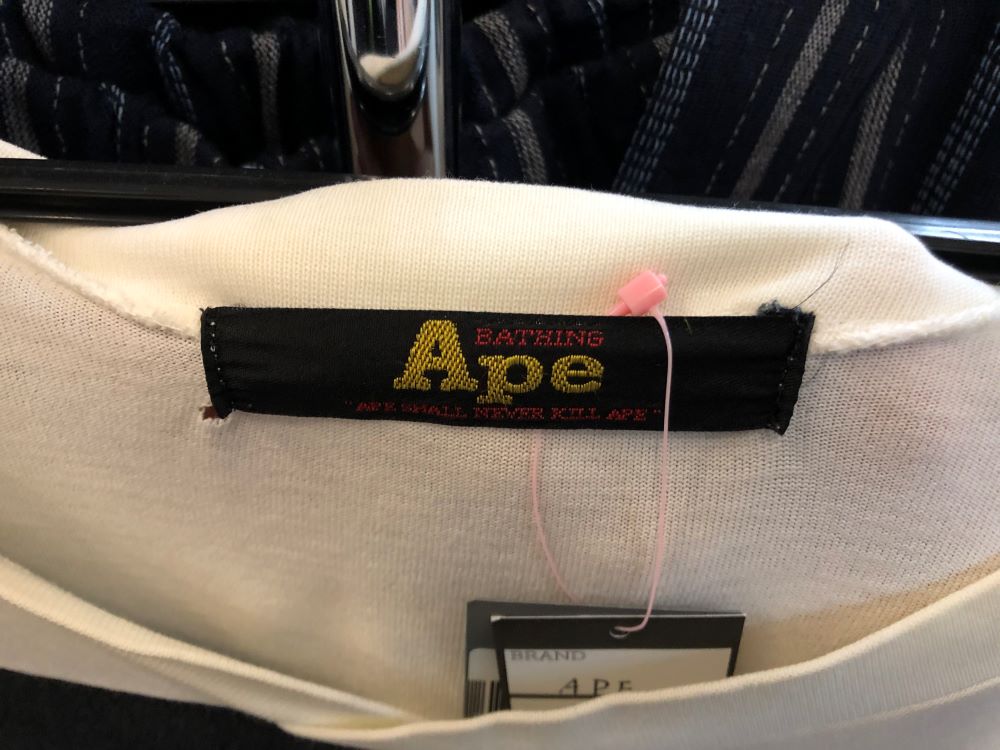 BATHING
Ape
"APE SHALL NEVER KILL APE"
BRAND
APE